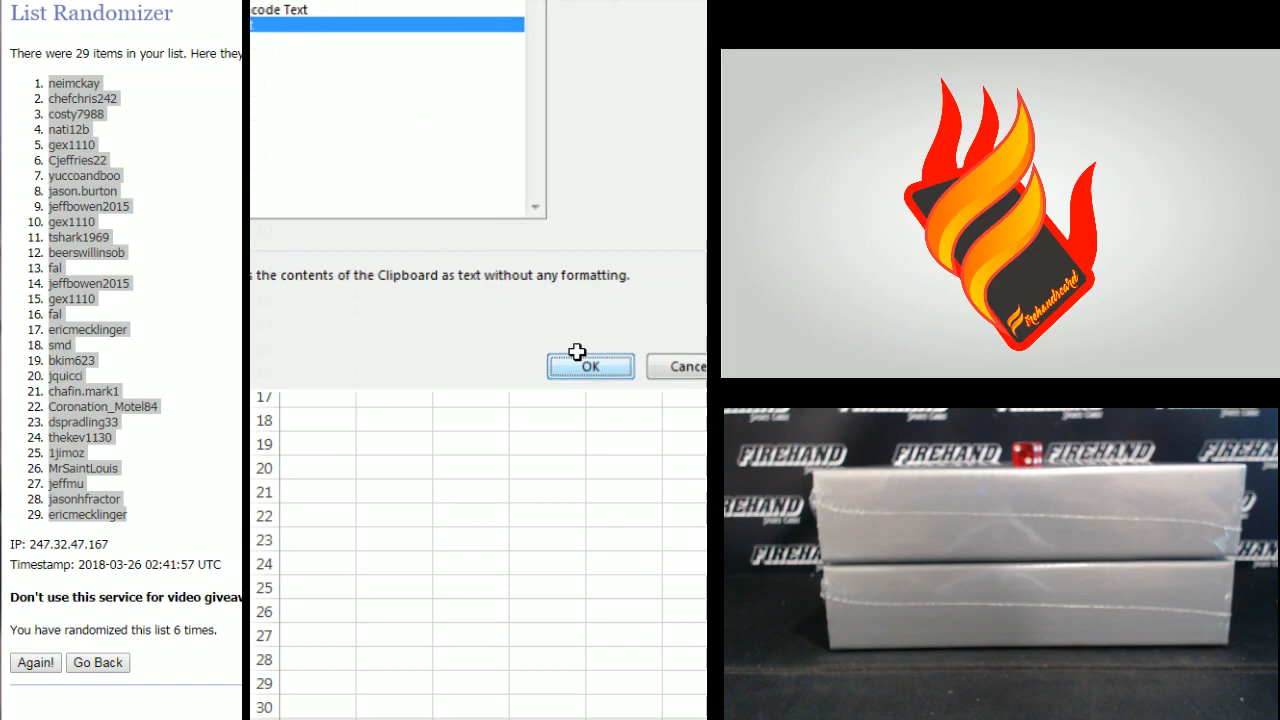 List Randomizer
There were 29 items in your list. Here they
1. neimckay
2. chefchris242
3. costy7988
4. nati12b
5. gex1110
6. Cjeffries22
7. yuccoandboo
8. jason.burton
9. jeffbowen2015
10. gex1110
11. tshark1969
12. beerswillinsob
13. fal
14. jeffbowen2015
15. gex1110
16. fal
17. ericmecklinger
18. smd
19. bkim623
20. jquicci
21. chafin.mark1
22. Coronation_Motel84
23. dspradling33
24. thekev1130
25. 1jimoz
26. MrSaintLouis
27. jeffmu
28. jasonhfractor
29. ericmecklinger
IP: 247.32.47.167
Timestamp: 2018-03-26 02:41:57 UTC
Don't use this service for video giveaw
You have randomized this list 6 times.
Again! Go Back
code Text
s the contents of the Clipboard as text without any formatting.
OK Cance
17
18
19
20
21
22
23
24
25
26
27
28
29
30
Firehandscard
FIREHAND FIREHAND FIREHAND FIREHAND
FIREHAND
FIREHAND FIREHAND